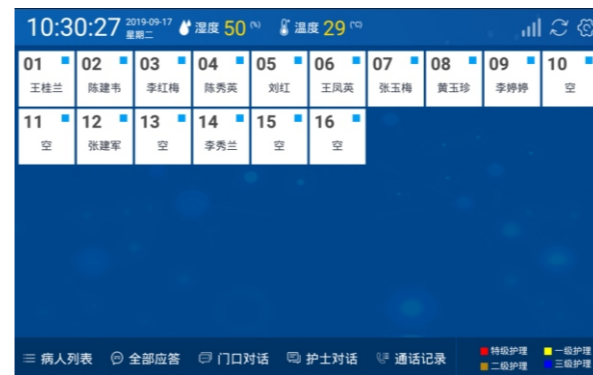 10:30:27 2019-09-17 星期二 湿度 50 (%) 温度 29 (℃)
01 02 03 04 05 06 07 08 09 10
王桂兰 陈建韦 李红梅 陈秀英 刘红 王凤英 张玉梅 黄玉珍 李婷婷 空
11 12 13 14 15 16
空 张建军 空 李秀兰 空 空
病人列表 全部应答 门口对话 护士对话 通话记录
特级护理 一级护理
二级护理 三级护理